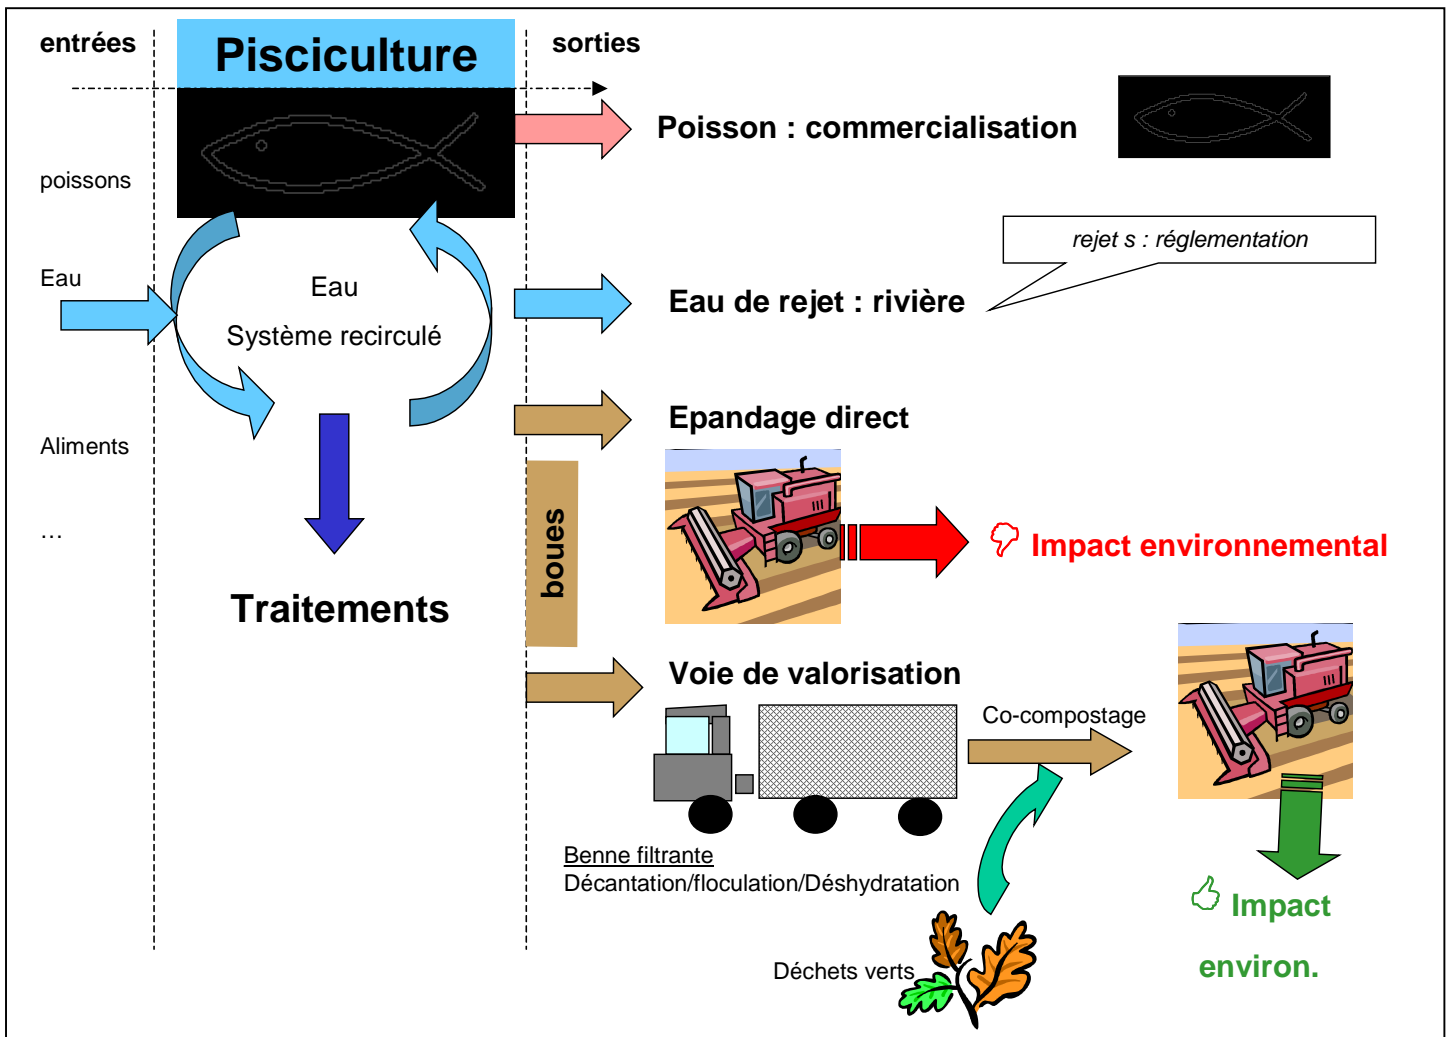 entrées
Pisciculture
sorties
Poisson : commercialisation
poissons
rejet s : réglementation
Eau
Eau
Système recirculé
Eau de rejet : rivière
Epandage direct
Aliments
…
boues
Impact environnemental
Traitements
Voie de valorisation
Co-compostage
Benne filtrante
Décantation/floculation/Déshydratation
Impact
environ.
Déchets verts